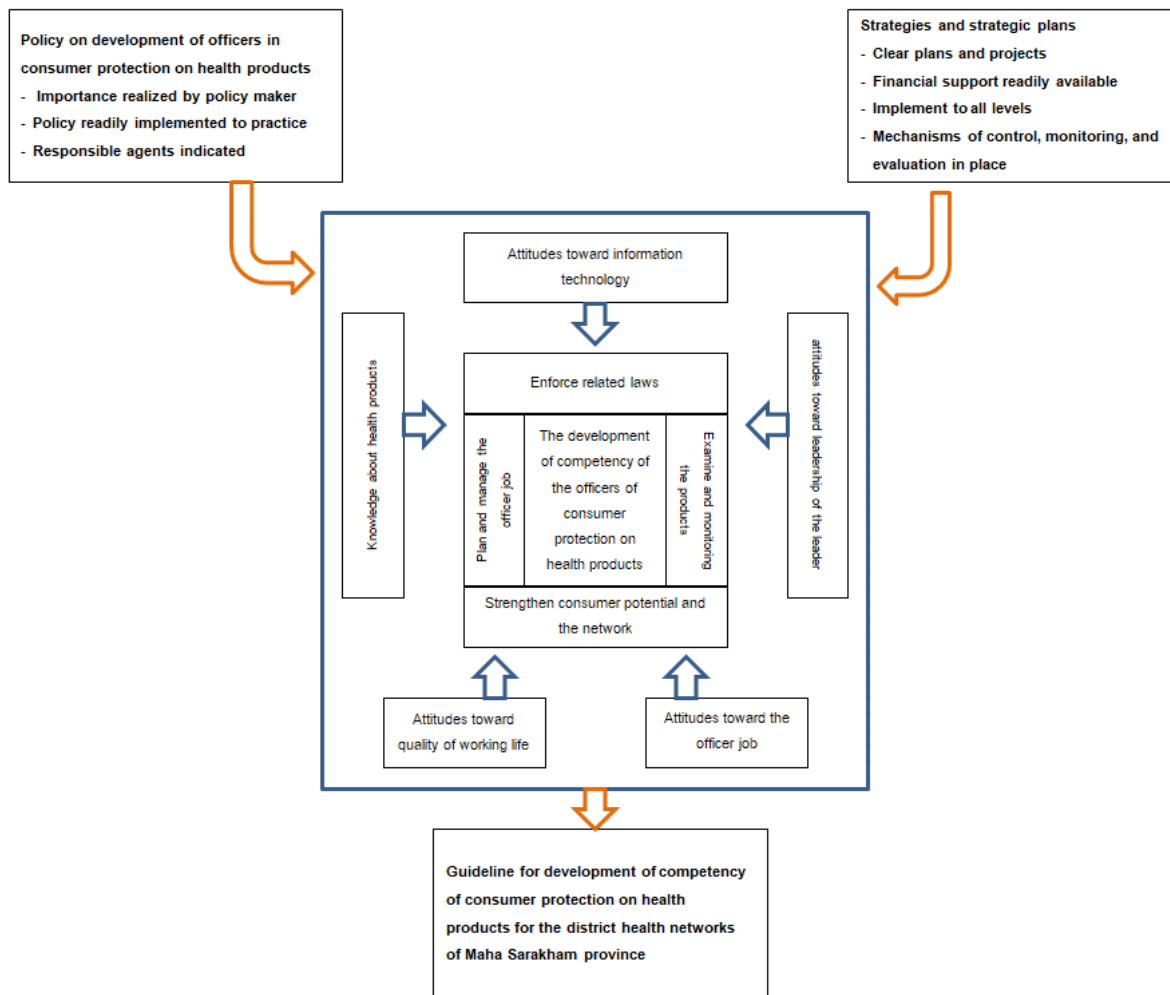 Policy on development of officers in
consumer protection on health products
- Importance realized by policy maker
- Policy readily implemented to practice
- Responsible agents indicated
Strategies and strategic plans
- Clear plans and projects
- Financial support readily available
- Implement to all levels
- Mechanisms of control, monitoring, and
evaluation in place
Attitudes toward information
technology
Knowledge about health products
attitudes toward leadership of the leader
Enforce related laws
Plan and manage the
officer job
The development
of competency of
the officers of
consumer
protection on
health products
Examine and monitoring
the products
Strengthen consumer potential and
the network
Attitudes toward
quality of working life
Attitudes toward the
officer job
Guideline for development of competency
of consumer protection on health
products for the district health networks
of Maha Sarakham province